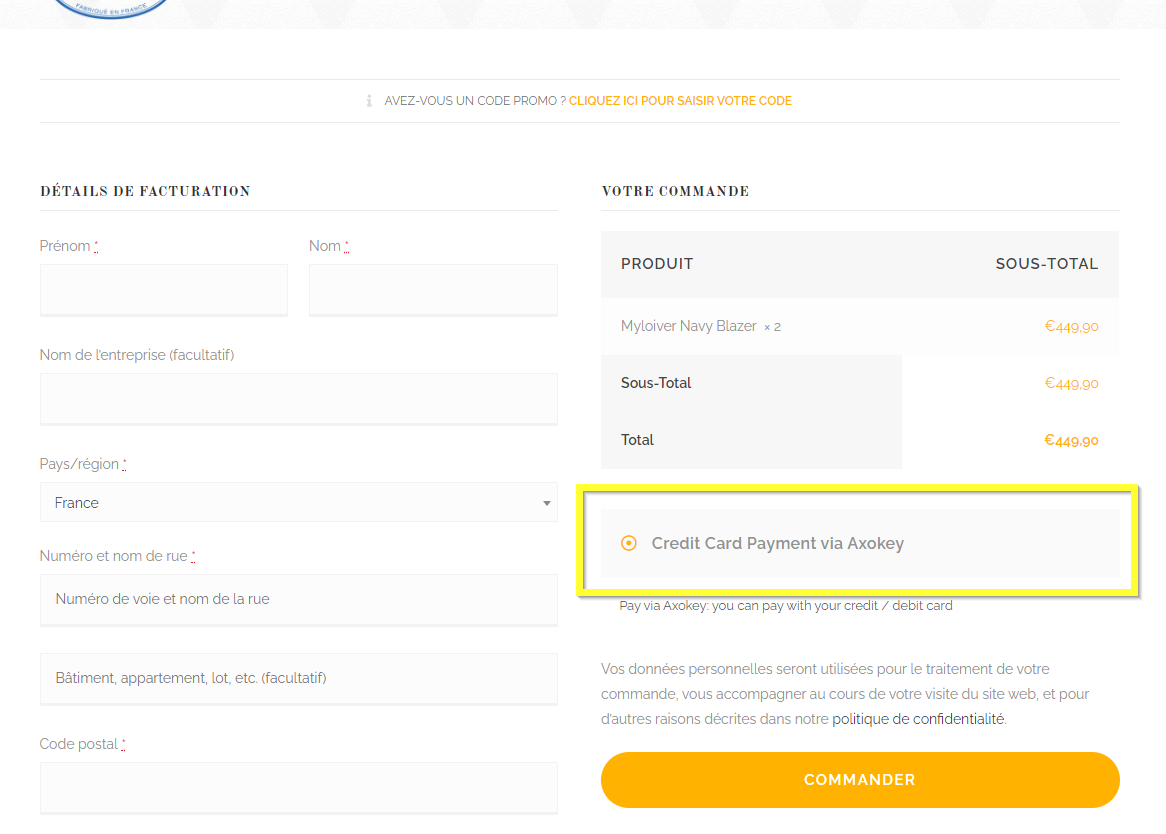 FABRIQUÉ EN FRANCE
AVEZ-VOUS UN CODE PROMO ? CLIQUEZ ICI POUR SAISIR VOTRE CODE
DÉTAILS DE FACTURATION
Prénom * Nom *
Nom de l'entreprise (facultatif)
Pays/région *
France
Numéro et nom de rue *
Numéro de voie et nom de la rue
Bâtiment, appartement, lot, etc. (facultatif)
Code postal *
VOTRE COMMANDE
PRODUIT SOUS-TOTAL
Myloiver Navy Blazer × 2 €449,90
Sous-Total €449,90
Total €449,90
Credit Card Payment via Axokey
Pay via Axokey: you can pay with your credit / debit card
Vos données personnelles seront utilisées pour le traitement de votre
commande, vous accompagner au cours de votre visite du site web, et pour
d'autres raisons décrites dans notre politique de confidentialité.
COMMANDER